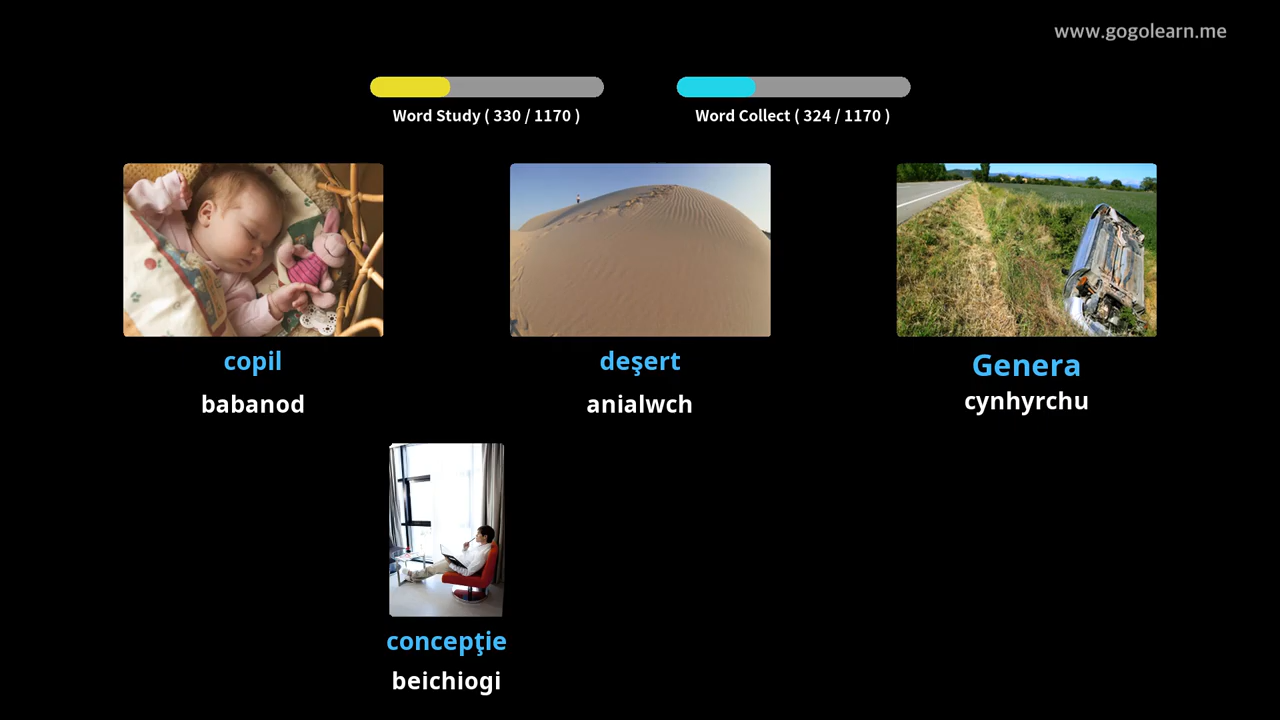 www.gogolearn.me
Word Study ( 330 / 1170 )
Word Collect ( 324 / 1170 )
copil
deşert
Genera
babanod
anialwch
cynhyrchu
concepţie
beichiogi